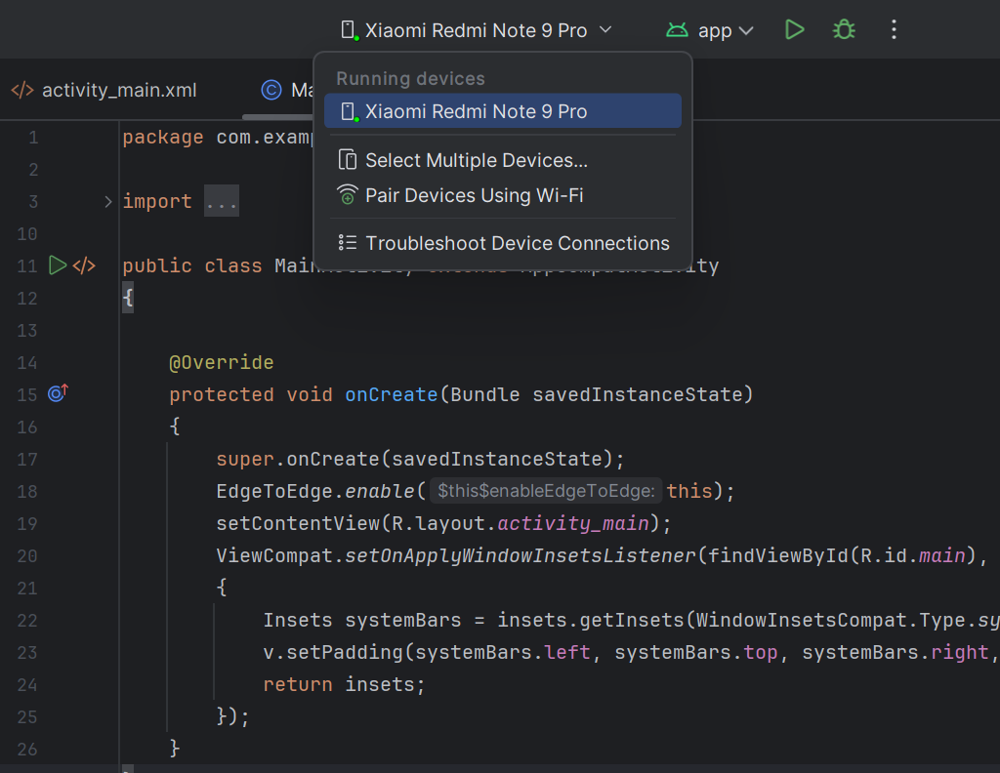 Xiaomi Redmi Note 9 Pro app
activity_main.xml Ma
Running devices
Xiaomi Redmi Note 9 Pro
Select Multiple Devices...
Pair Devices Using Wi-Fi
Troubleshoot Device Connections
1 package com.examp
2
3 import ...
10
11 public class MainActivity extends AppCompatActivity
12 {
13
14 @Override
15 protected void onCreate(Bundle savedInstanceState)
16 {
17 super.onCreate(savedInstanceState);
18 EdgeToEdge.enable( $this$enableEdgeToEdge: this);
19 setContentView(R.layout.activity_main);
20 ViewCompat.setOnApplyWindowInsetsListener(findViewById(R.id.main),
21 {
22 Insets systemBars = insets.getInsets(WindowInsetsCompat.Type.sy
23 v.setPadding(systemBars.left, systemBars.top, systemBars.right,
24 return insets;
25 });
26 }